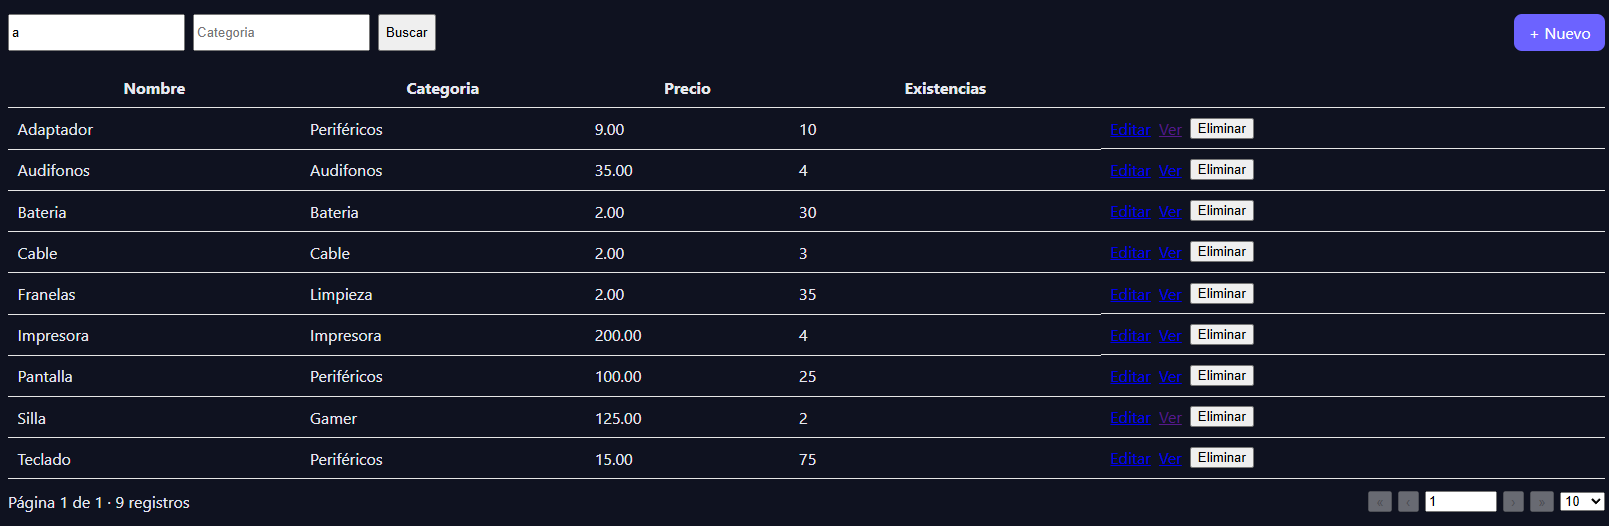 a Categoria Buscar + Nuevo
Nombre Categoria Precio Existencias
Adaptador Periféricos 9.00 10 Editar Ver Eliminar
Audifonos Audifonos 35.00 4 Editar Ver Eliminar
Bateria Bateria 2.00 30 Editar Ver Eliminar
Cable Cable 2.00 3 Editar Ver Eliminar
Franelas Limpieza 2.00 35 Editar Ver Eliminar
Impresora Impresora 200.00 4 Editar Ver Eliminar
Pantalla Periféricos 100.00 25 Editar Ver Eliminar
Silla Gamer 125.00 2 Editar Ver Eliminar
Teclado Periféricos 15.00 75 Editar Ver Eliminar
Página 1 de 1 · 9 registros « ‹ 1 › » 10